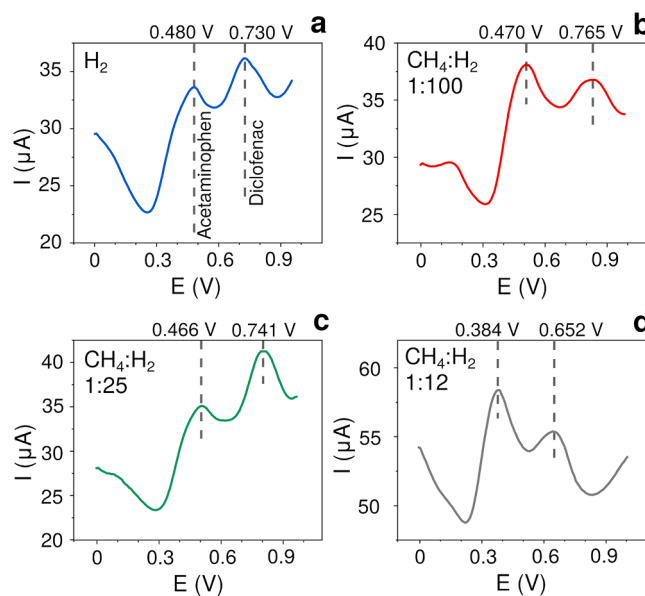 0.480 V 0.730 V a
H₂
Acetaminophen
Diclofenac
I (µA)
35
30
25
20
0 0.3 0.6 0.9
E (V)
0.470 V 0.765 V b
CH₄:H₂
1:100
I (µA)
40
35
30
25
0 0.3 0.6 0.9
E (V)
0.466 V 0.741 V c
CH₄:H₂
1:25
I (µA)
40
35
30
25
20
0 0.3 0.6 0.9
E (V)
0.384 V 0.652 V d
CH₄:H₂
1:12
I (µA)
60
55
50
0 0.3 0.6 0.9
E (V)